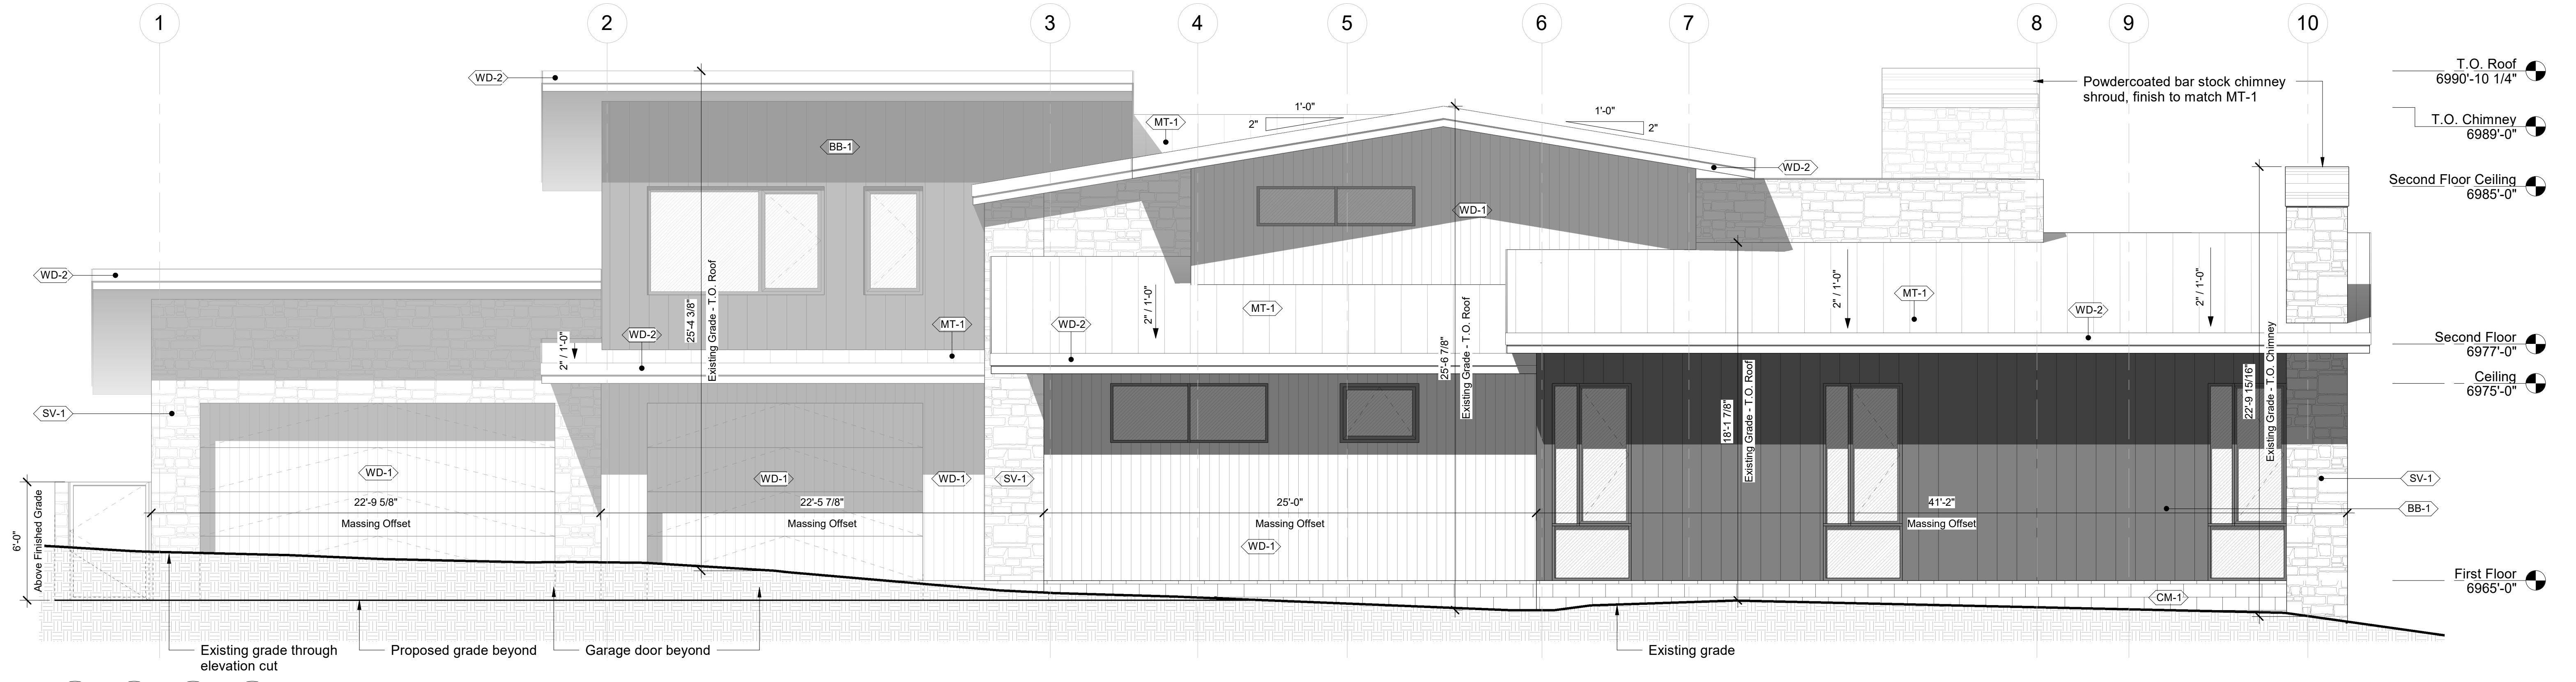 1
2
3
4
5
6
7
8
9
10
T.O. Roof
6990'-10 1/4"
WD-2
Powdercoated bar stock chimney
shroud, finish to match MT-1
1'-0"
2"
1'-0"
2"
MT-1
T.O. Chimney
6989'-0"
BB-1
WD-2
Second Floor Ceiling
6985'-0"
WD-1
WD-2
25'-4 3/8"
Existing Grade - T.O. Roof
2" / 1'-0"
MT-1
25'-6 7/8"
Existing Grade - T.O. Roof
2" / 1'-0"
MT-1
2" / 1'-0"
WD-2
WD-2
MT-1
WD-2
2" / 1'-0"
Second Floor
6977'-0"
Ceiling
6975'-0"
18'-1 7/8"
Existing Grade - T.O. Roof
22'-9 15/16"
Existing Grade - T.O. Chimney
SV-1
WD-1
WD-1
WD-1
SV-1
SV-1
22'-9 5/8"
Massing Offset
22'-5 7/8"
Massing Offset
25'-0"
Massing Offset
41'-2"
Massing Offset
BB-1
6'-0"
Above Finished Grade
WD-1
First Floor
6965'-0"
CM-1
Existing grade through
elevation cut
Proposed grade beyond
Garage door beyond
Existing grade